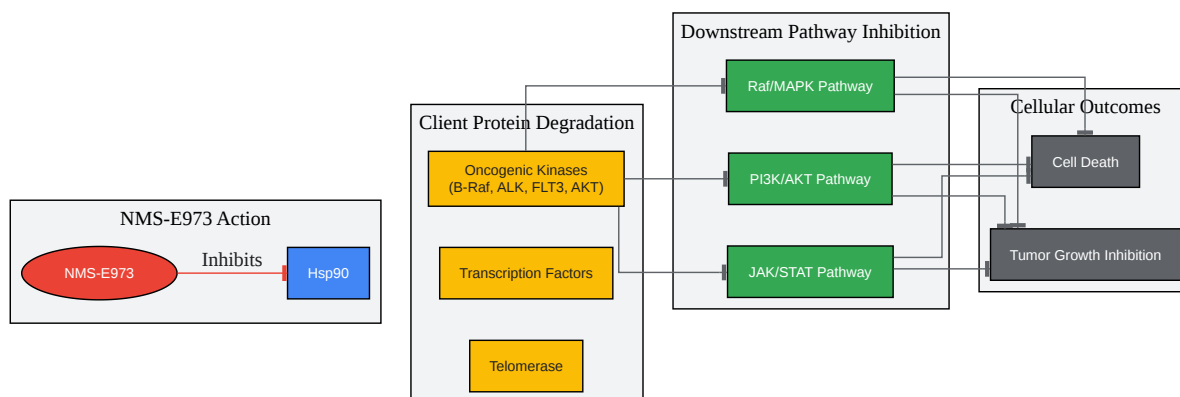 NMS-E973 Action
NMS-E973
Inhibits
Hsp90
Client Protein Degradation
Oncogenic Kinases
(B-Raf, ALK, FLT3, AKT)
Transcription Factors
Telomerase
Downstream Pathway Inhibition
Raf/MAPK Pathway
PI3K/AKT Pathway
JAK/STAT Pathway
Cellular Outcomes
Cell Death
Tumor Growth Inhibition